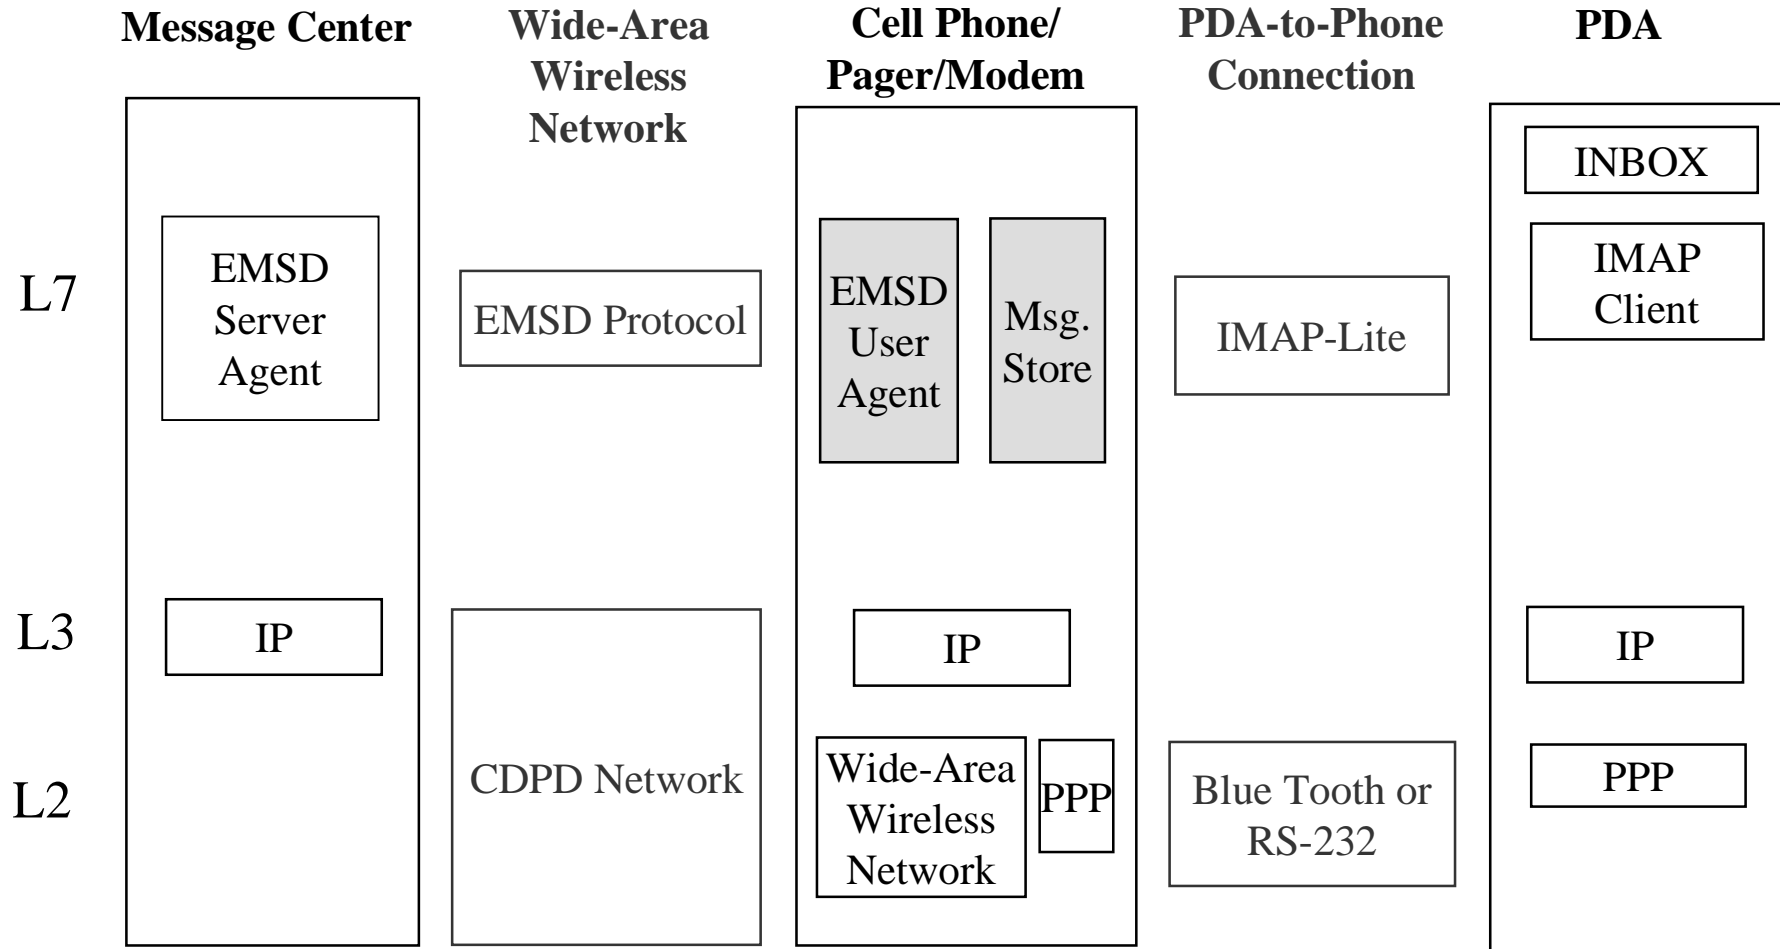 Message Center
Wide-Area
Wireless
Network
Cell Phone/
Pager/Modem
PDA-to-Phone
Connection
PDA
L7
EMSD
Server
Agent
EMSD Protocol
EMSD
User
Agent
Msg.
Store
IMAP-Lite
INBOX
IMAP
Client
L3
IP
IP
IP
L2
CDPD Network
Wide-Area
Wireless
Network
PPP
Blue Tooth or
RS-232
PPP